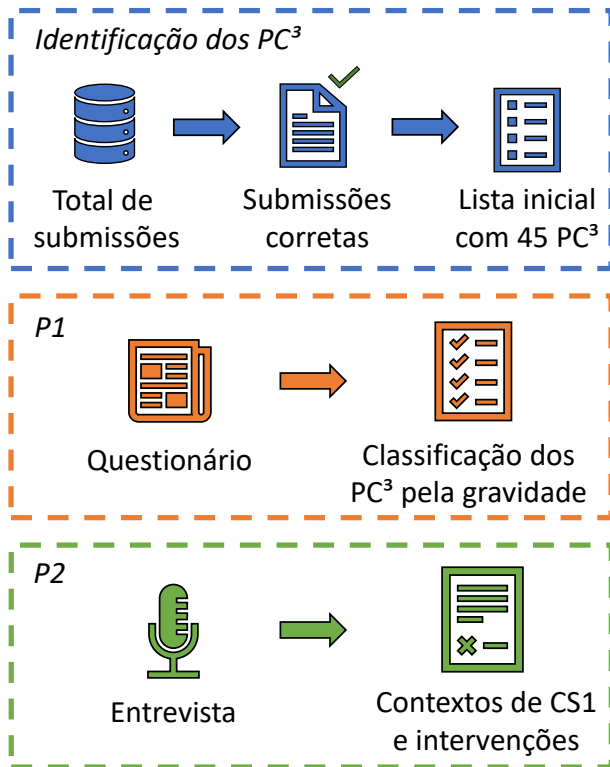 Identificação dos PC³
Total de
submissões
Submissões
corretas
Lista inicial
com 45 PC³
P1
Questionário
Classificação dos
PC³ pela gravidade
P2
Entrevista
Contextos de CS1
e intervenções